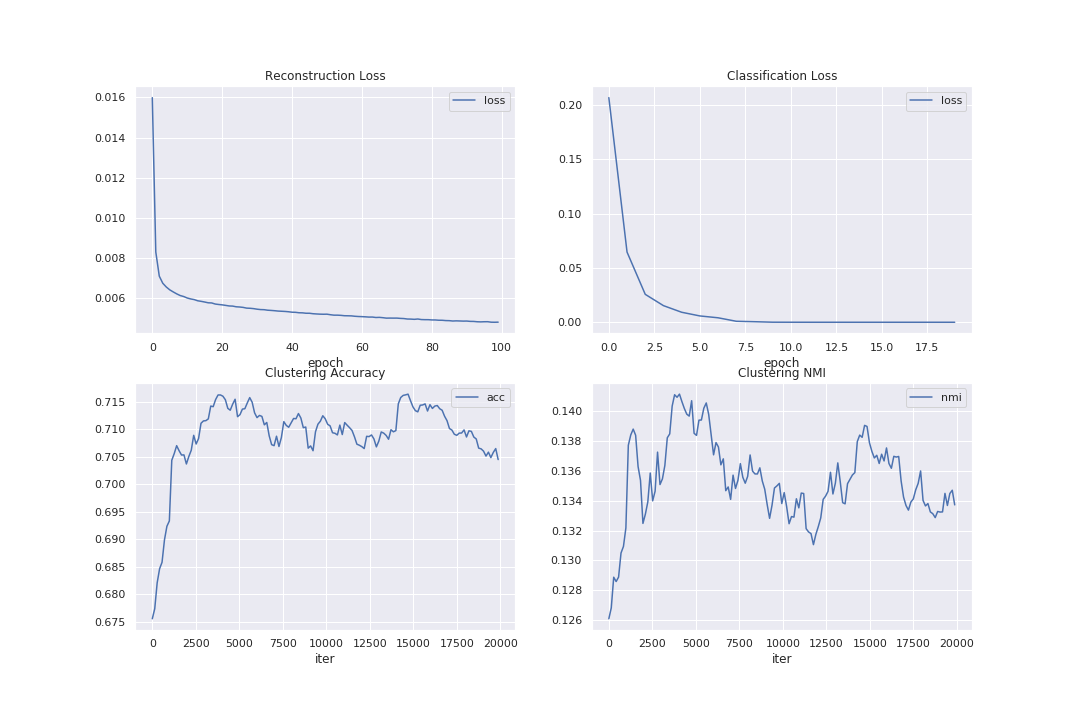 Reconstruction Loss
loss
0.016
0.014
0.012
0.010
0.008
0.006
0 20 40 60 80 100
epoch
Classification Loss
loss
0.20
0.15
0.10
0.05
0.00
0.0 2.5 5.0 7.5 10.0 12.5 15.0 17.5
epoch
Clustering Accuracy
acc
0.715
0.710
0.705
0.700
0.695
0.690
0.685
0.680
0.675
0 2500 5000 7500 10000 12500 15000 17500 20000
iter
Clustering NMI
nmi
0.140
0.138
0.136
0.134
0.132
0.130
0.128
0.126
0 2500 5000 7500 10000 12500 15000 17500 20000
iter